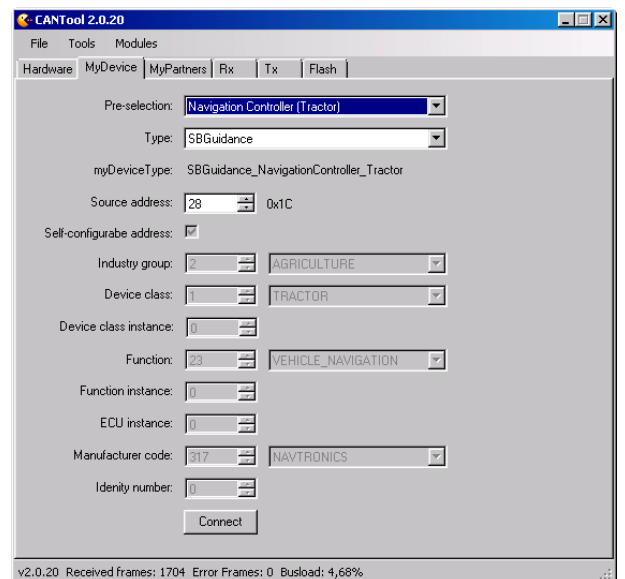 CANTool 2.0.20
File Tools Modules
Hardware MyDevice MyPartners Rx Tx Flash
Pre-selection: Navigation Controller (Tractor)
Type: SBGuidance
myDeviceType: SBGuidance_NavigationController_Tractor
Source address: 28 0x1C
Self-configurabe address:
Industry group: 2 AGRICULTURE
Device class: 1 TRACTOR
Device class instance: 0
Function: 23 VEHICLE_NAVIGATION
Function instance: 0
ECU instance: 0
Manufacturer code: 317 NAVTRONICS
Idenity number: 0
Connect
v2.0.20 Received frames: 1704 Error Frames: 0 Busload: 4,68%